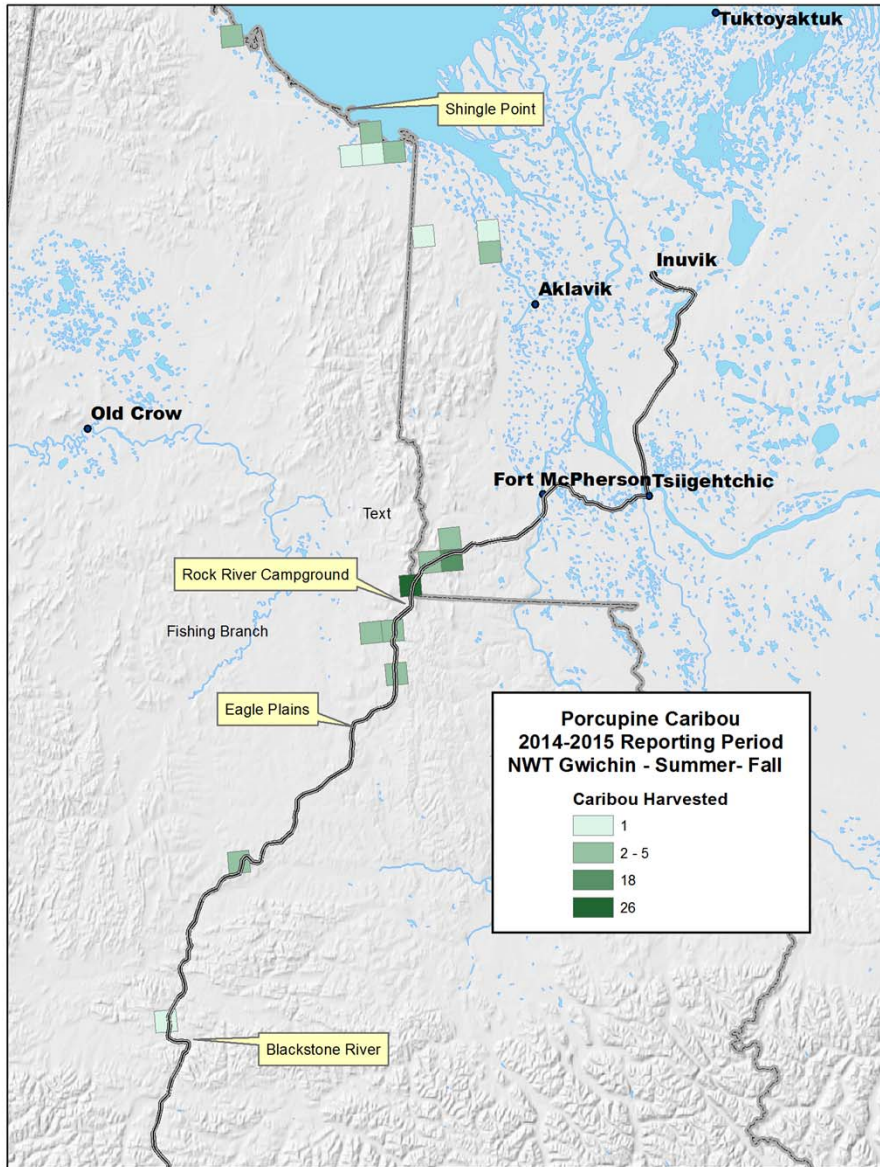 Tuktoyaktuk
Shingle Point
Inuvik
Aklavik
Old Crow
Fort McPherson
Tsiigehtchic
Text
Rock River Campground
Fishing Branch
Eagle Plains
Porcupine Caribou
2014-2015 Reporting Period
NWT Gwichin - Summer- Fall
Caribou Harvested
1
2 - 5
18
26
Blackstone River